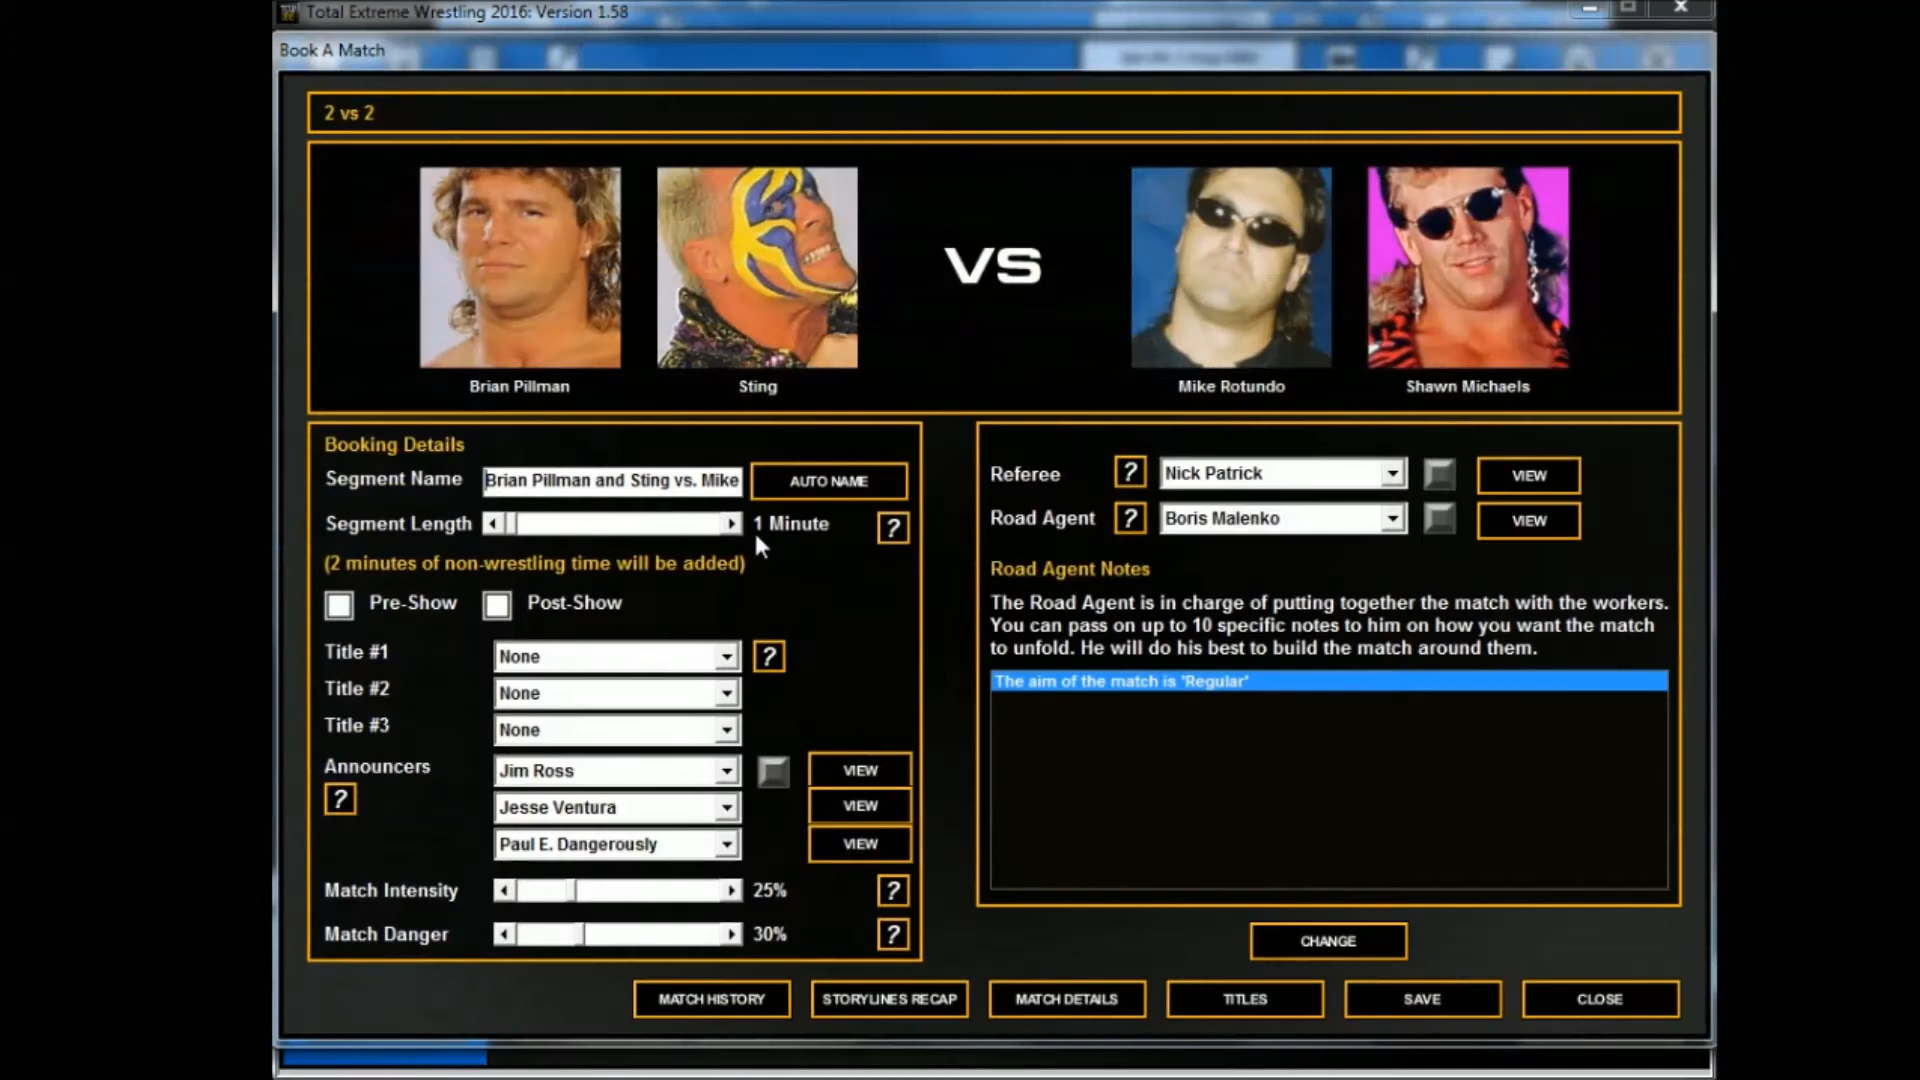 Total Extreme Wrestling 2016: Version 1.58
Book A Match
2 vs 2
VS
Brian Pillman
Sting
Mike Rotundo
Shawn Michaels
Booking Details
Segment Name
Brian Pillman and Sting vs. Mike
AUTO NAME
Segment Length
1 Minute
?
(2 minutes of non-wrestling time will be added)
Pre-Show
Post-Show
Title #1
None
?
Title #2
None
Title #3
None
Announcers
Jim Ross
VIEW
?
Jesse Ventura
VIEW
Paul E. Dangerously
VIEW
Match Intensity
25%
?
Match Danger
30%
?
Referee
?
Nick Patrick
VIEW
Road Agent
?
Boris Malenko
VIEW
Road Agent Notes
The Road Agent is in charge of putting together the match with the workers.
You can pass on up to 10 specific notes to him on how you want the match
to unfold. He will do his best to build the match around them.
The aim of the match is 'Regular'
CHANGE
MATCH HISTORY
STORYLINES RECAP
MATCH DETAILS
TITLES
SAVE
CLOSE